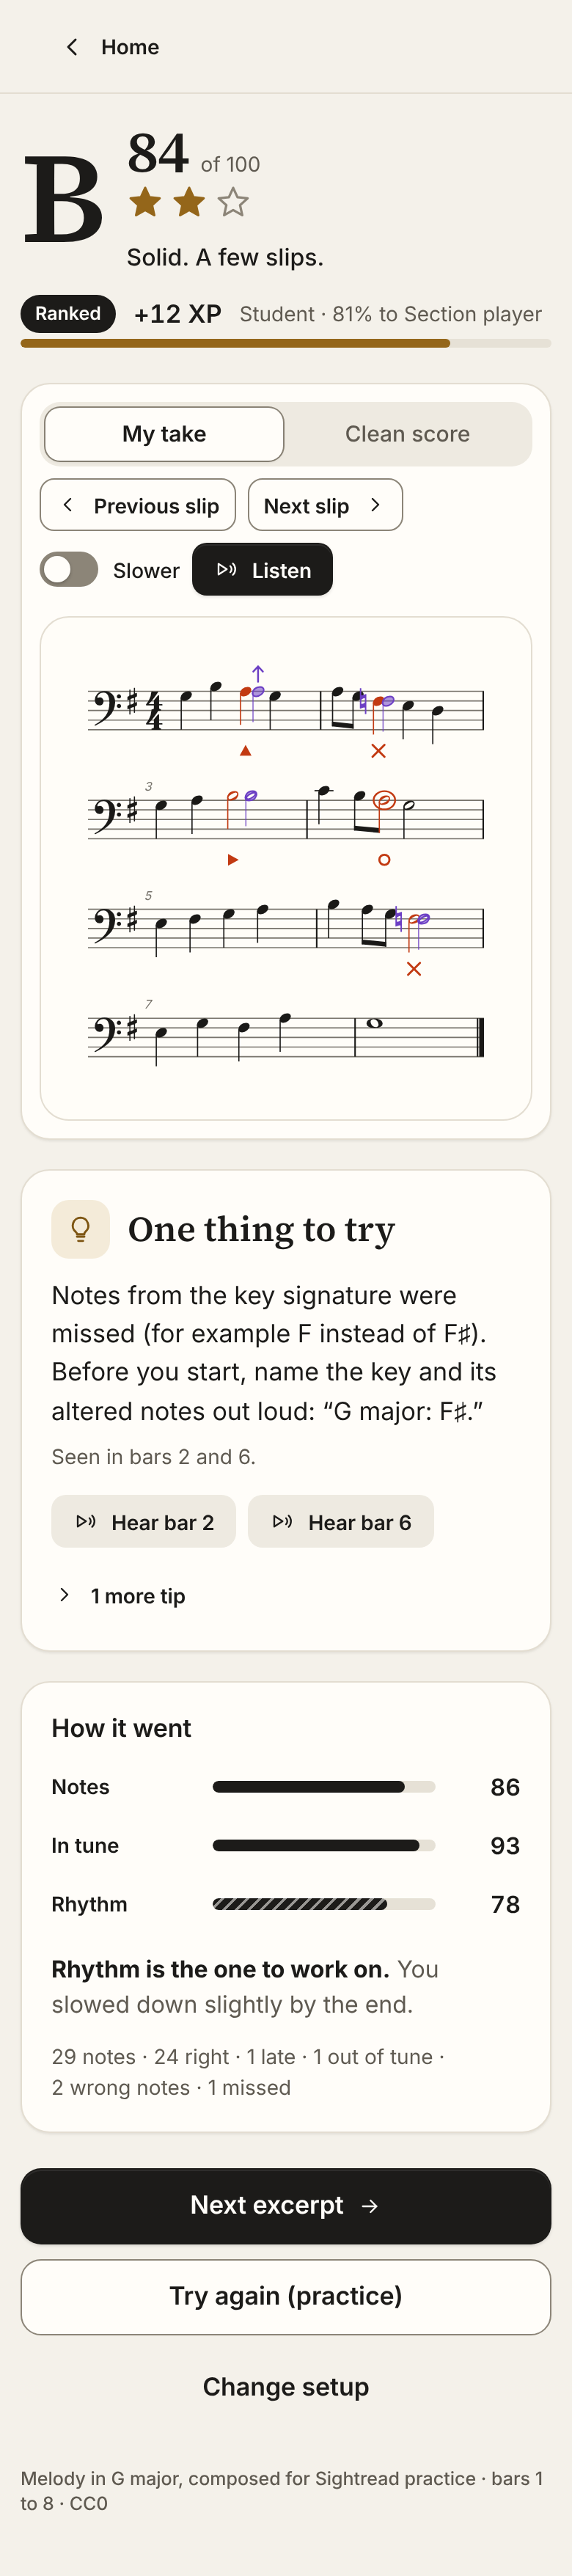 Home
B
84 of 100
Solid. A few slips.
Ranked +12 XP Student · 81% to Section player
My take Clean score
Previous slip Next slip
Slower Listen
3
5
7
One thing to try
Notes from the key signature were
missed (for example F instead of F♯).
Before you start, name the key and its
altered notes out loud: “G major: F♯.”
Seen in bars 2 and 6.
Hear bar 2 Hear bar 6
1 more tip
How it went
Notes 86
In tune 93
Rhythm 78
Rhythm is the one to work on. You
slowed down slightly by the end.
29 notes · 24 right · 1 late · 1 out of tune ·
2 wrong notes · 1 missed
Next excerpt →
Try again (practice)
Change setup
Melody in G major, composed for Sightread practice · bars 1
to 8 · CC0